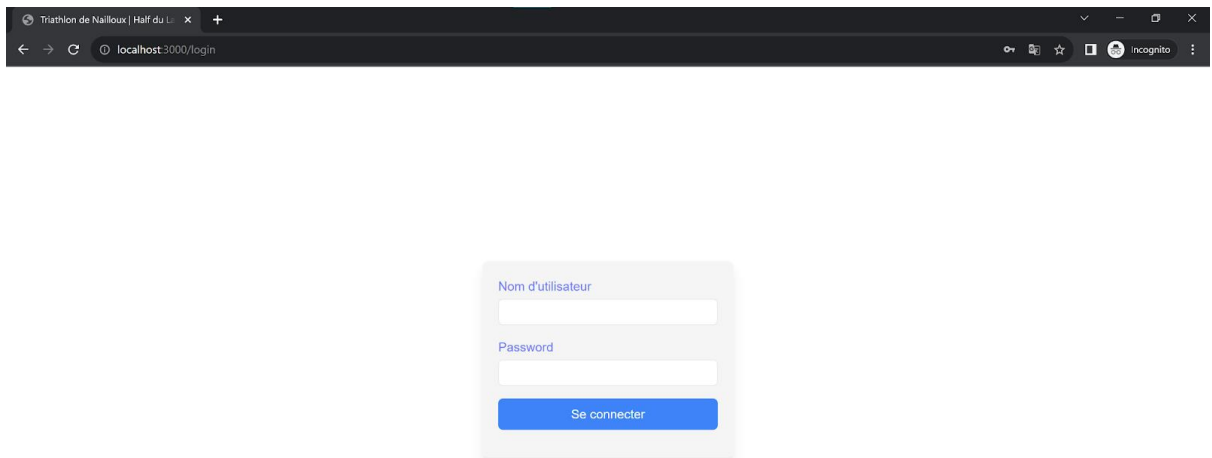 Triathlon de Nailloux | Half du La
localhost:3000/login
Incognito
Nom d'utilisateur
Password
Se connecter